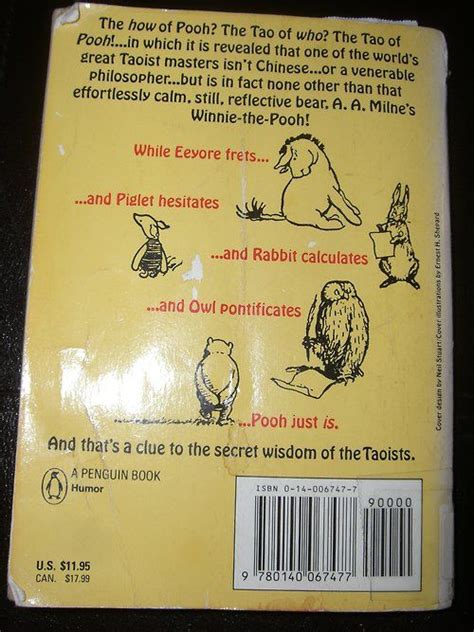 The how of Pooh? The Tao of who? The Tao of
Pooh!...in which it is revealed that one of the world's
great Taoist masters isn't Chinese...or a venerable
philosopher...but is in fact none other than that
effortlessly calm, still, reflective bear, A. A. Milne's
Winnie-the-Pooh!
While Eeyore frets...
...and Piglet hesitates
...and Rabbit calculates
...and Owl pontificates
...Pooh just is.
And that's a clue to the secret wisdom of the Taoists.
Cover design by Neil Stuart/Cover illustrations by Ernest H. Shepard
A PENGUIN BOOK
Humor
ISBN 0-14-006747-7
90000
9 780140 067477
U.S. $11.95
CAN. $17.99